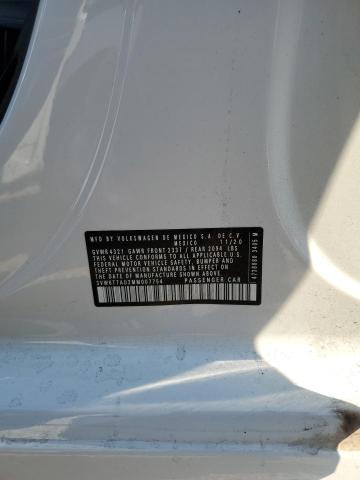 MFD BY VOLKSWAGEN DE MEXICO S.A. DE C.V.
MEXICO 11/20
GVWR 4321 GAWR FRONT 2337 REAR 2094 LBS
THIS VEHICLE CONFORMS TO ALL APPLICABLE U.S.
FEDERAL MOTOR VEHICLE SAFETY, BUMPER AND
THEFT PREVENTION STANDARDS IN EFFECT ON
THE DATE OF MANUFACTURE SHOWN ABOVE.
3VW6T7AU2MM007754 PASSENGER CAR
3405 M